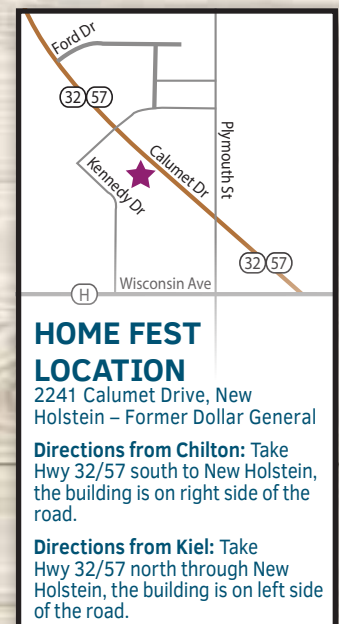 Ford Dr
32 57
Plymouth St
Calumet Dr
Kennedy Dr
32 57
Wisconsin Ave
H
HOME FEST
LOCATION
2241 Calumet Drive, New
Holstein – Former Dollar General
Directions from Chilton: Take
Hwy 32/57 south to New Holstein,
the building is on right side of the
road.
Directions from Kiel: Take
Hwy 32/57 north through New
Holstein, the building is on left side
of the road.